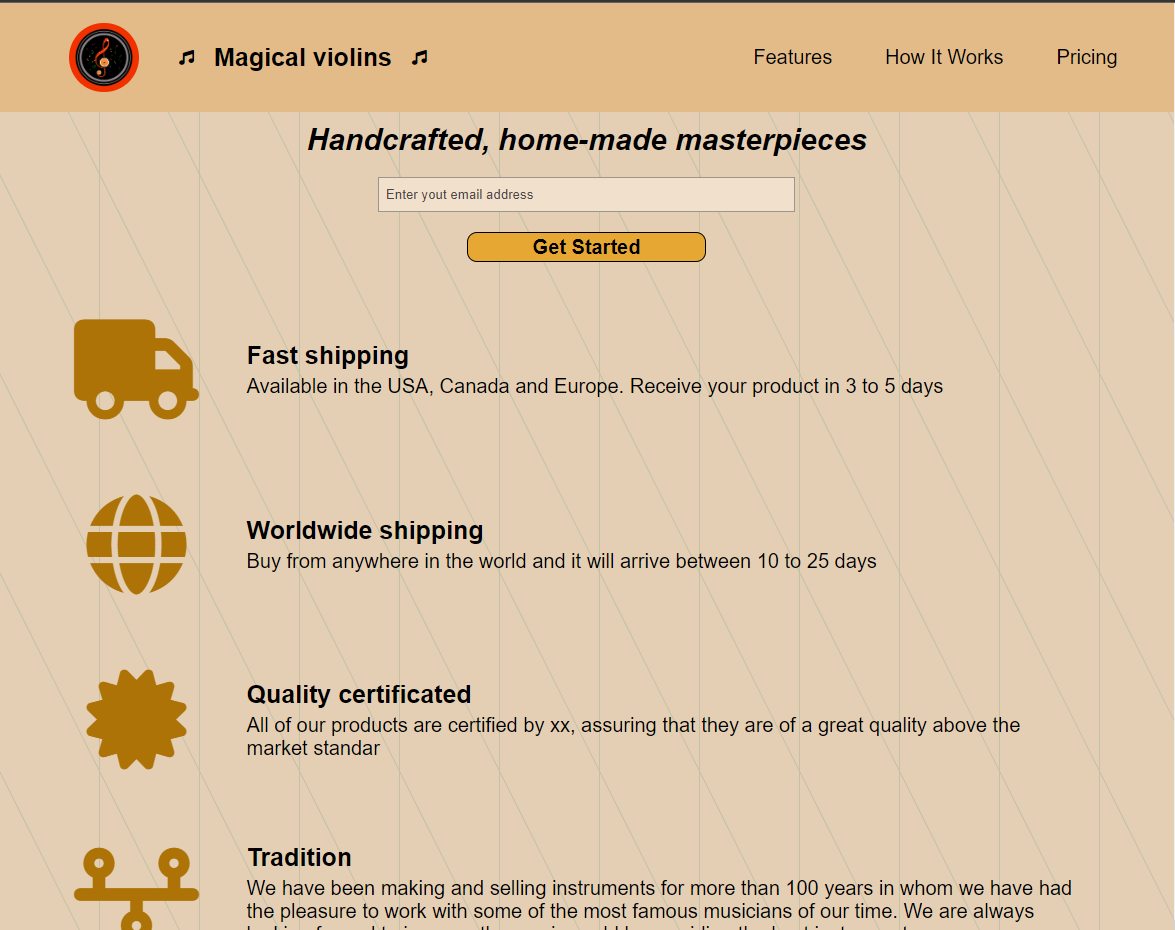 Magical violins
Features
How It Works
Pricing
Handcrafted, home-made masterpieces
Enter yout email address
Get Started
Fast shipping
Available in the USA, Canada and Europe. Receive your product in 3 to 5 days
Worldwide shipping
Buy from anywhere in the world and it will arrive between 10 to 25 days
Quality certificated
All of our products are certified by xx, assuring that they are of a great quality above the
market standar
Tradition
We have been making and selling instruments for more than 100 years in whom we have had
the pleasure to work with some of the most famous musicians of our time. We are always